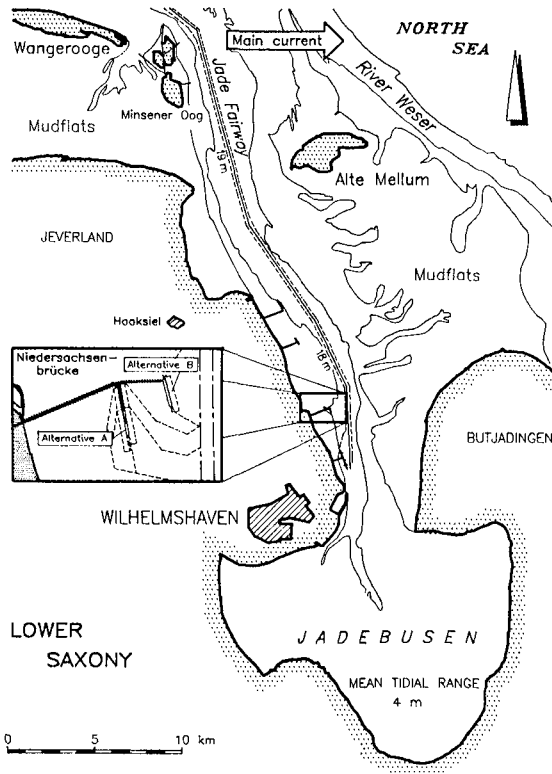 NORTH
SEA
Wangerooge
Main current
Jade Fairway
River Weser
Minsener Oog
Mudflats
19 m
Alte Mellum
JEVERLAND
Mudflats
Hooksiel
18 m
Niedersachsen-
brücke
Alternative B
Alternative A
BUTJADINGEN
WILHELMSHAVEN
LOWER
SAXONY
JADEBUSEN
MEAN TIDAL RANGE
4 m
0 5 10 km